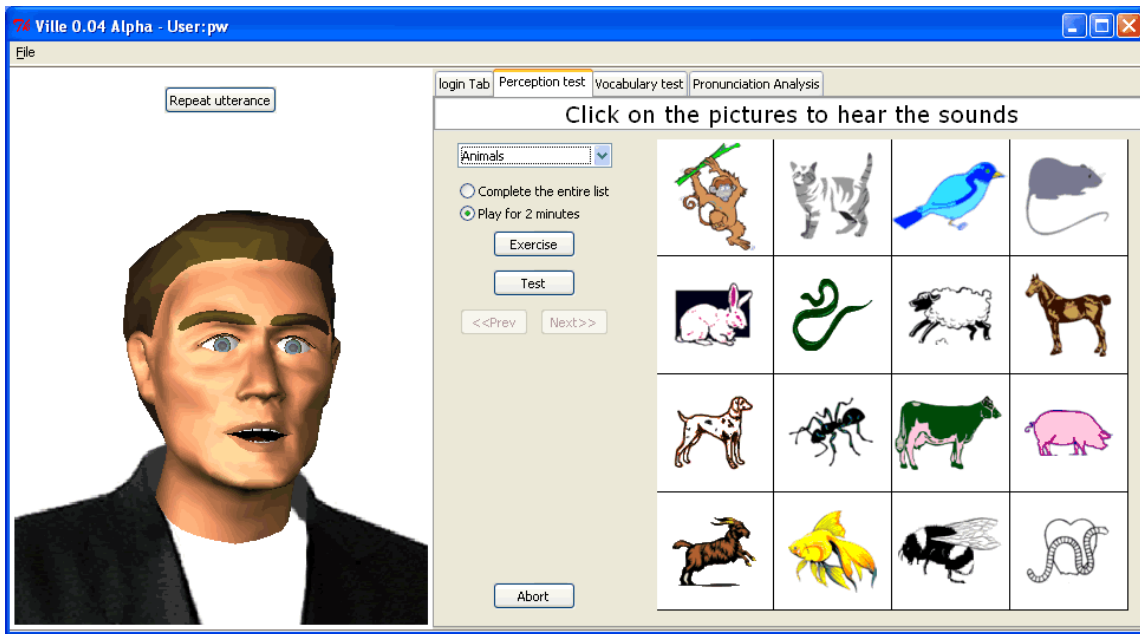 Ville 0.04 Alpha - User:pw
File
Repeat utterance
login Tab Perception test Vocabulary test Pronunciation Analysis
Click on the pictures to hear the sounds
Animals
Complete the entire list
Play for 2 minutes
Exercise
Test
<<Prev Next>>
Abort